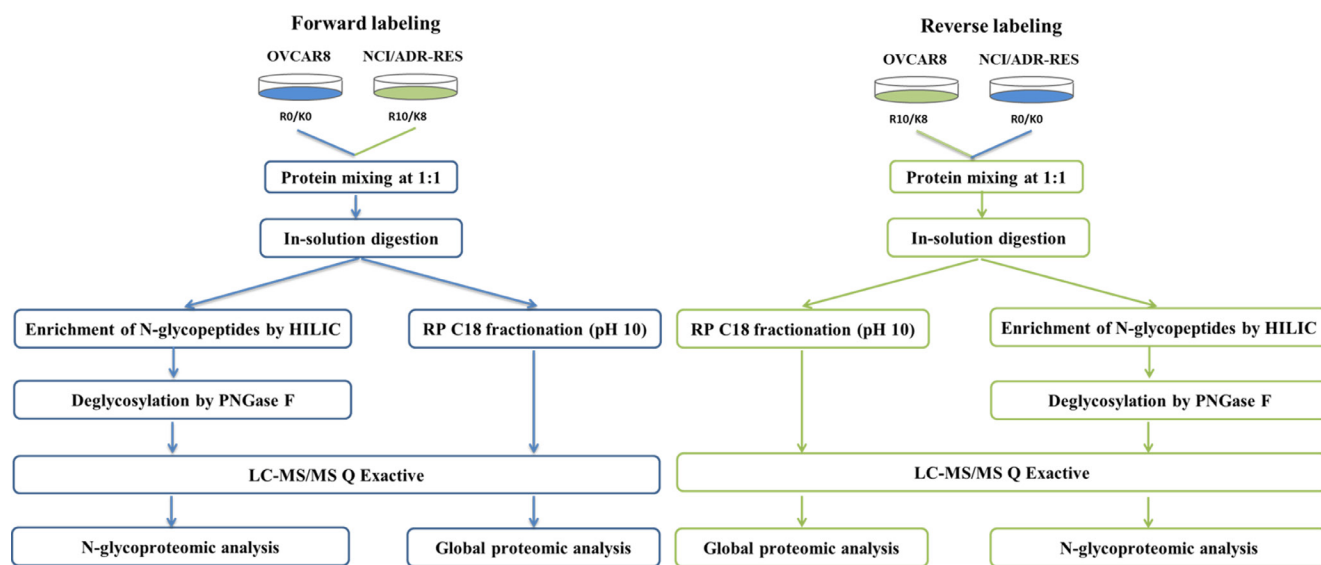 Forward labeling
OVCAR8 NCI/ADR-RES
R0/K0 R10/K8
Protein mixing at 1:1
In-solution digestion
Enrichment of N-glycopeptides by HILIC
RP C18 fractionation (pH 10)
Deglycosylation by PNGase F
LC-MS/MS Q Exactive
N-glycoproteomic analysis
Global proteomic analysis
Reverse labeling
OVCAR8 NCI/ADR-RES
R10/K8 R0/K0
Protein mixing at 1:1
In-solution digestion
RP C18 fractionation (pH 10)
Enrichment of N-glycopeptides by HILIC
Deglycosylation by PNGase F
LC-MS/MS Q Exactive
Global proteomic analysis
N-glycoproteomic analysis